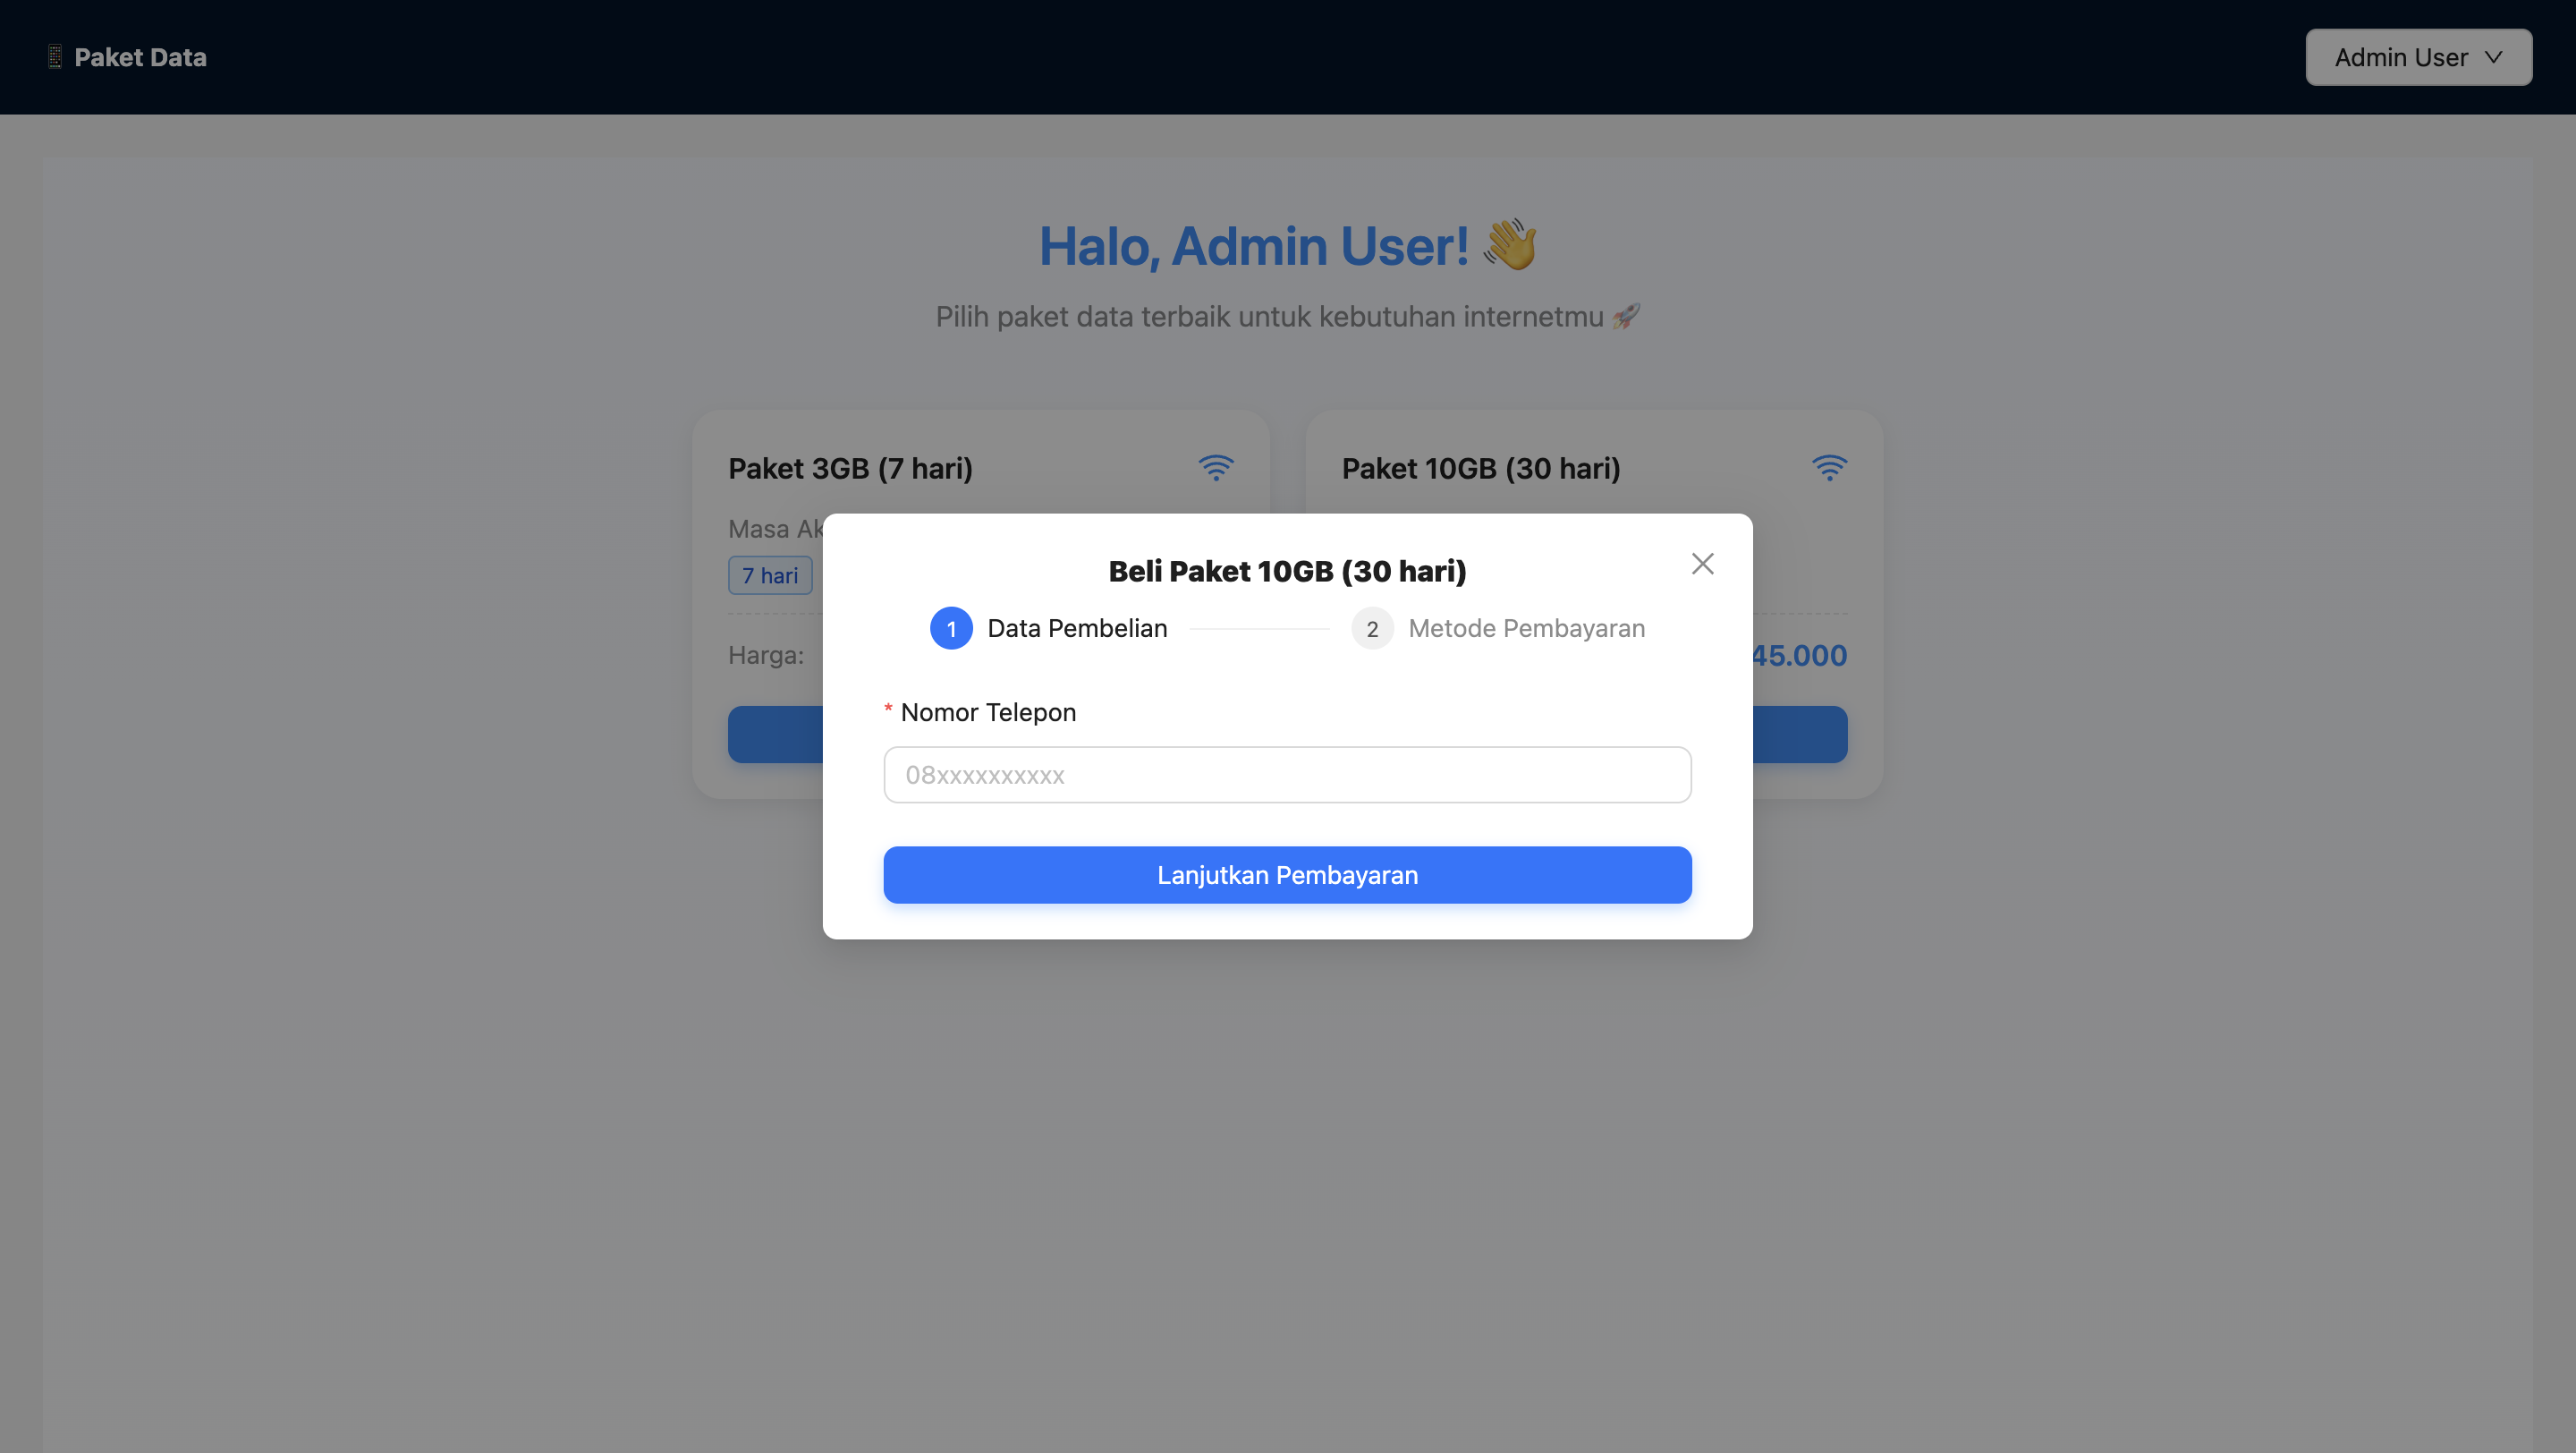 📱 Paket Data
Admin User
Halo, Admin User! 👋
Pilih paket data terbaik untuk kebutuhan internetmu 🚀
Paket 3GB (7 hari)
Paket 10GB (30 hari)
Masa
7 hari
Harga:
45.000
Beli Paket 10GB (30 hari)
1 Data Pembelian
2 Metode Pembayaran
* Nomor Telepon
08xxxxxxxxxx
Lanjutkan Pembayaran